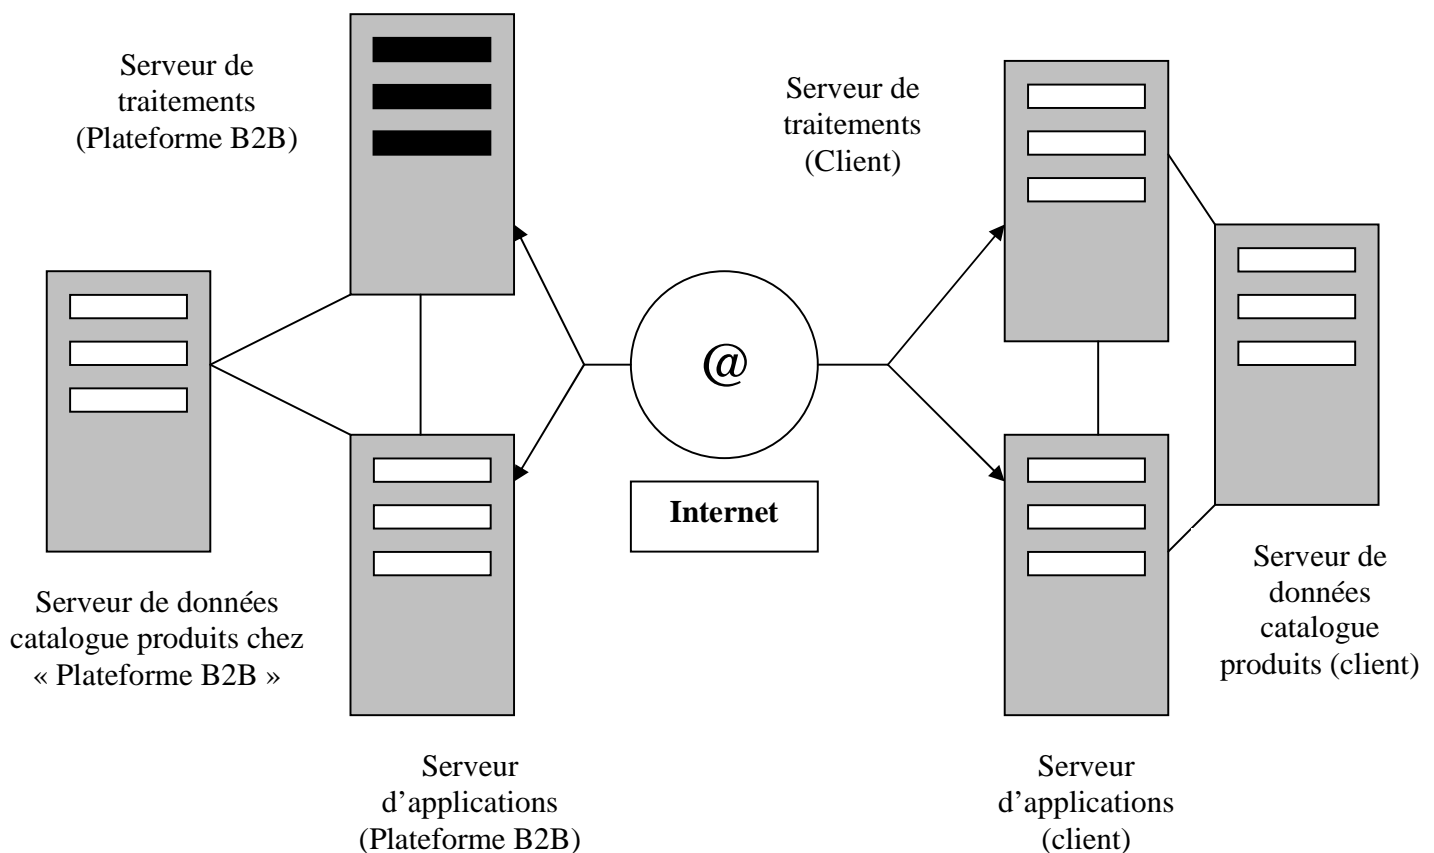 Serveur de
traitements
(Plateforme B2B)
Serveur de
traitements
(Client)
@
Internet
Serveur de données
catalogue produits chez
« Plateforme B2B »
Serveur de
données
catalogue
produits (client)
Serveur
d’applications
(Plateforme B2B)
Serveur
d’applications
(client)